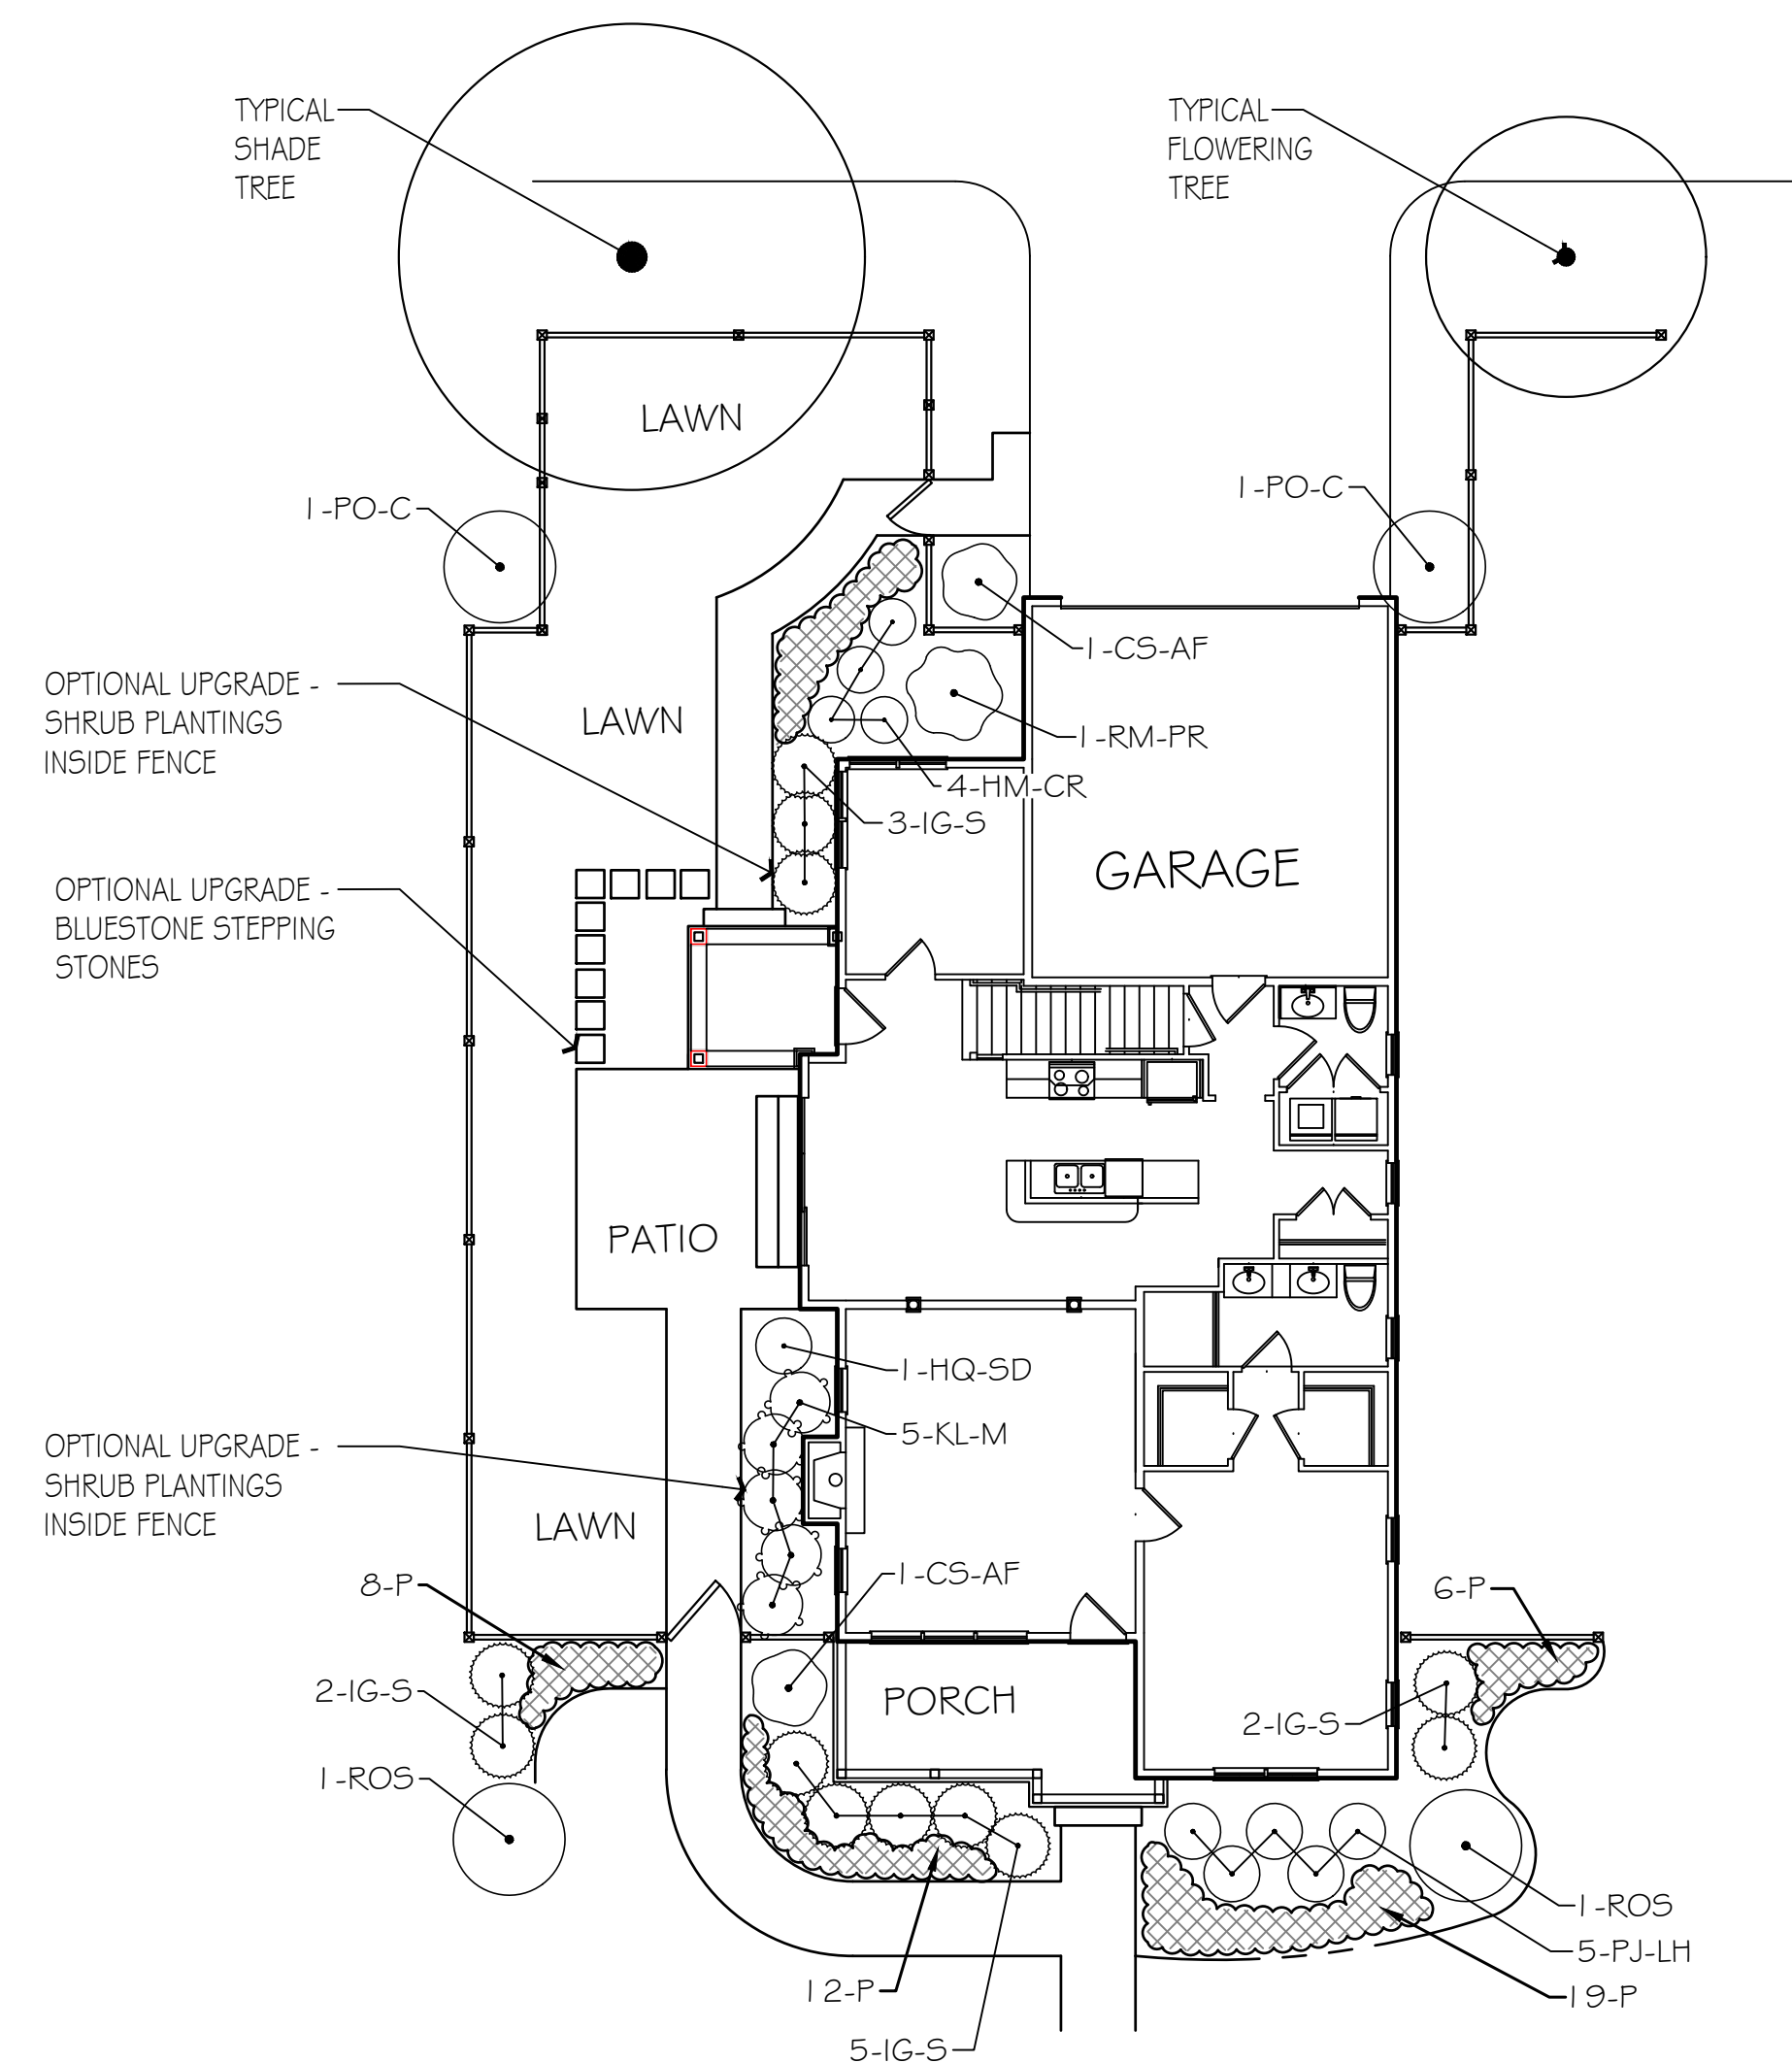 TYPICAL
SHADE
TREE
TYPICAL
FLOWERING
TREE
LAWN
1-PO-C
1-PO-C
1-CS-AF
OPTIONAL UPGRADE -
SHRUB PLANTINGS
INSIDE FENCE
LAWN
1-RM-PR
4-HM-CR
3-IG-S
GARAGE
OPTIONAL UPGRADE -
BLUESTONE STEPPING
STONES
PATIO
1-HQ-SD
5-KL-M
OPTIONAL UPGRADE -
SHRUB PLANTINGS
INSIDE FENCE
LAWN
1-CS-AF
8-P
6-P
2-IG-S
PORCH
2-IG-S
1-ROS
1-ROS
5-PJ-LH
12-P
19-P
5-IG-S